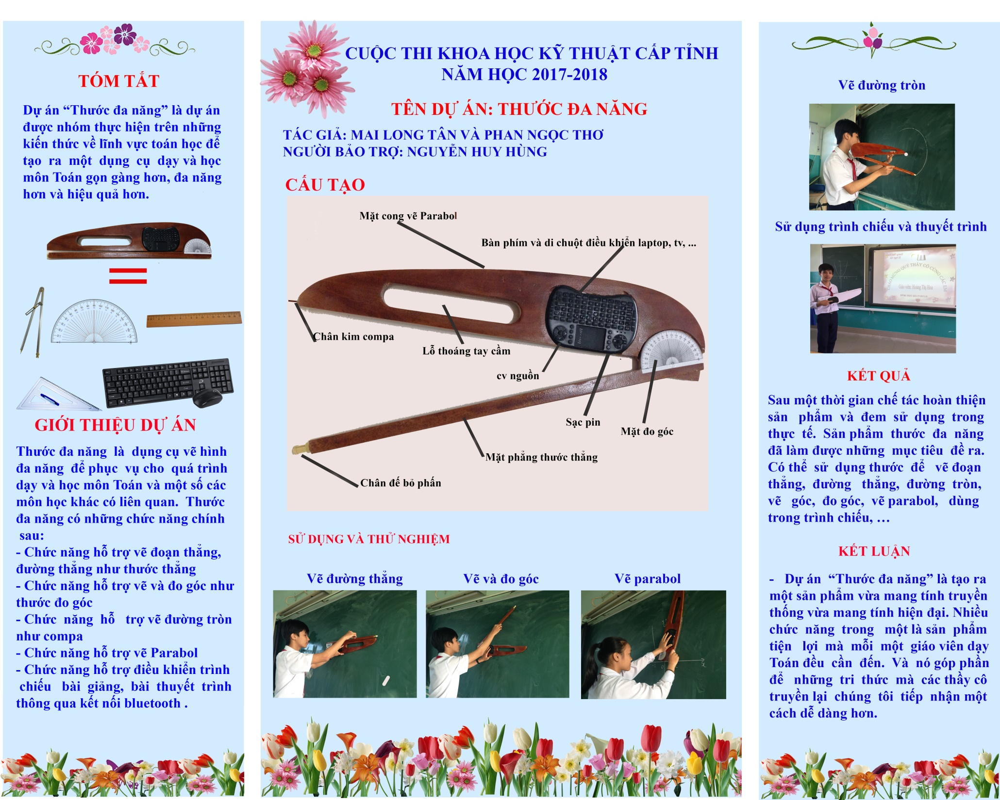 TÓM TẮT
Dự án “Thước đa năng” là dự án
được nhóm thực hiện trên những
kiến thức về lĩnh vực toán học để
tạo ra một dụng cụ dạy và học
môn Toán gọn gàng hơn, đa năng
hơn và hiệu quả hơn.
GIỚI THIỆU DỰ ÁN
Thước đa năng là dụng cụ vẽ hình
đa năng để phục vụ cho quá trình
dạy và học môn Toán và một số các
môn học khác có liên quan. Thước
đa năng có những chức năng chính
sau:
- Chức năng hỗ trợ vẽ đoạn thẳng,
đường thẳng như thước thẳng
- Chức năng hỗ trợ vẽ và đo góc như
thước đo góc
- Chức năng hỗ trợ vẽ đường tròn
như compa
- Chức năng hỗ trợ vẽ Parabol
- Chức năng hỗ trợ điều khiển trình
chiếu bài giảng, bài thuyết trình
thông qua kết nối bluetooth .
CUỘC THI KHOA HỌC KỸ THUẬT CẤP TỈNH
NĂM HỌC 2017-2018
TÊN DỰ ÁN: THƯỚC ĐA NĂNG
TÁC GIẢ: MAI LONG TÂN VÀ PHAN NGỌC THƠ
NGƯỜI BẢO TRỢ: NGUYỄN HUY HÙNG
CẤU TẠO
Mặt cong vẽ Parabol
Bàn phím và di chuột điều khiển laptop, tv, ...
Chân kim compa
Lỗ thoáng tay cầm
cv nguồn
Sạc pin
Mặt đo góc
Mặt phẳng thước thẳng
Chân đế bỏ phấn
SỬ DỤNG VÀ THỬ NGHIỆM
Vẽ đường thẳng
Vẽ và đo góc
Vẽ parabol
Vẽ đường tròn
Sử dụng trình chiếu và thuyết trình
CHÀO MỪNG QUÝ THẦY CÔ CÙNG CÁC EM
Giáo viên: Hoàng Thị Hoa
KẾT QUẢ
Sau một thời gian chế tác hoàn thiện
sản phẩm và đem sử dụng trong
thực tế. Sản phẩm thước đa năng
đã làm được những mục tiêu đề ra.
Có thể sử dụng thước để vẽ đoạn
thẳng, đường thẳng, đường tròn,
vẽ góc, đo góc, vẽ parabol, dùng
trong trình chiếu, …
KẾT LUẬN
- Dự án “Thước đa năng” là tạo ra
một sản phẩm vừa mang tính truyền
thống vừa mang tính hiện đại. Nhiều
chức năng trong một là sản phẩm
tiện lợi mà mỗi một giáo viên dạy
Toán đều cần đến. Và nó góp phần
để những tri thức mà các thầy cô
truyền lại chúng tôi tiếp nhận một
cách dễ dàng hơn.